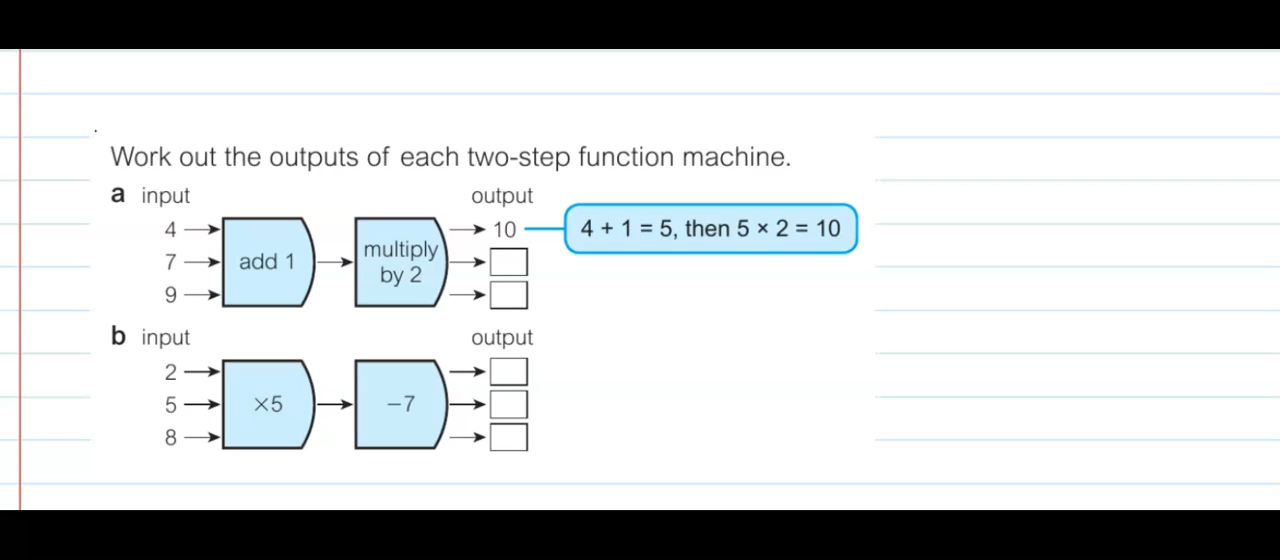 Work out the outputs of each two-step function machine.
a input output
4 10 4 + 1 = 5, then 5 × 2 = 10
7 add 1 multiply by 2
9
b input output
2
5 ×5 −7
8